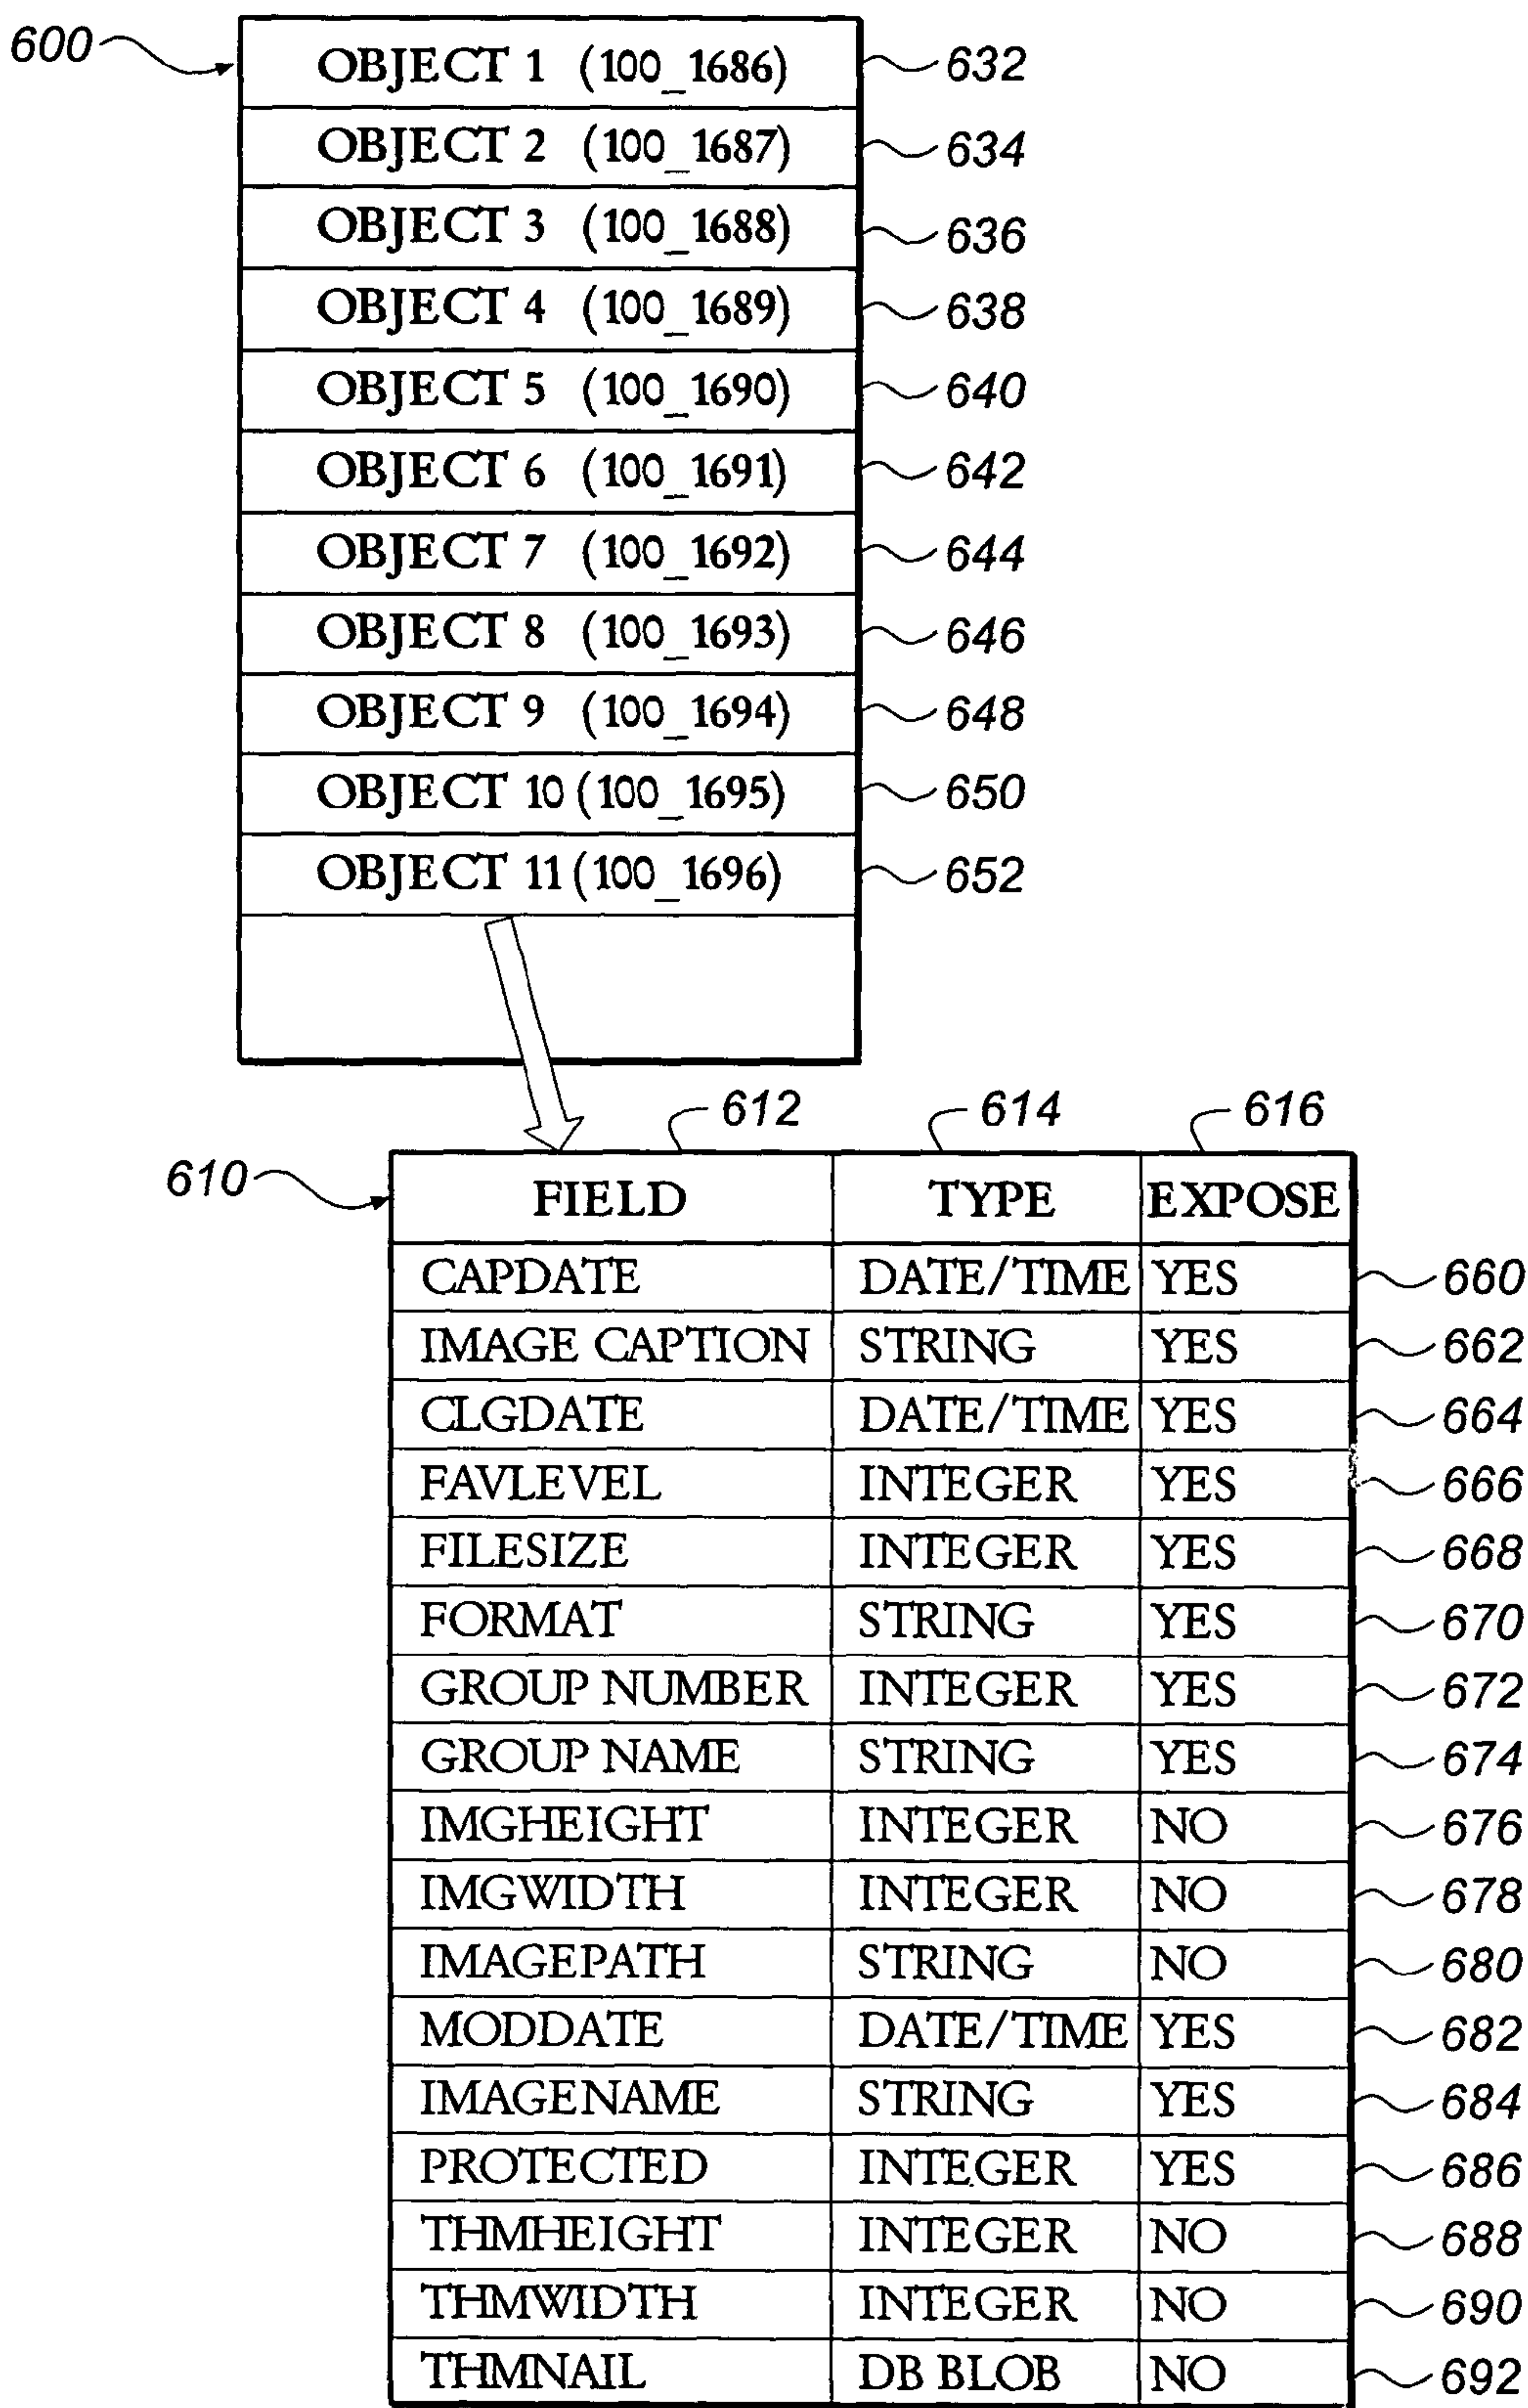 600
OBJECT 1 (100_1686) 632
OBJECT 2 (100_1687) 634
OBJECT 3 (100_1688) 636
OBJECT 4 (100_1689) 638
OBJECT 5 (100_1690) 640
OBJECT 6 (100_1691) 642
OBJECT 7 (100_1692) 644
OBJECT 8 (100_1693) 646
OBJECT 9 (100_1694) 648
OBJECT 10 (100_1695) 650
OBJECT 11 (100_1696) 652
612 614 616
610 FIELD TYPE EXPOSE
CAPDATE DATE/TIME YES 660
IMAGE CAPTION STRING YES 662
CLGDATE DATE/TIME YES 664
FAVLEVEL INTEGER YES 666
FILESIZE INTEGER YES 668
FORMAT STRING YES 670
GROUP NUMBER INTEGER YES 672
GROUP NAME STRING YES 674
IMGHEIGHT INTEGER NO 676
IMGWIDTH INTEGER NO 678
IMAGEPATH STRING NO 680
MODDATE DATE/TIME YES 682
IMAGENAME STRING YES 684
PROTECTED INTEGER YES 686
THMHEIGHT INTEGER NO 688
THMWIDTH INTEGER NO 690
THMNAIL DB BLOB NO 692